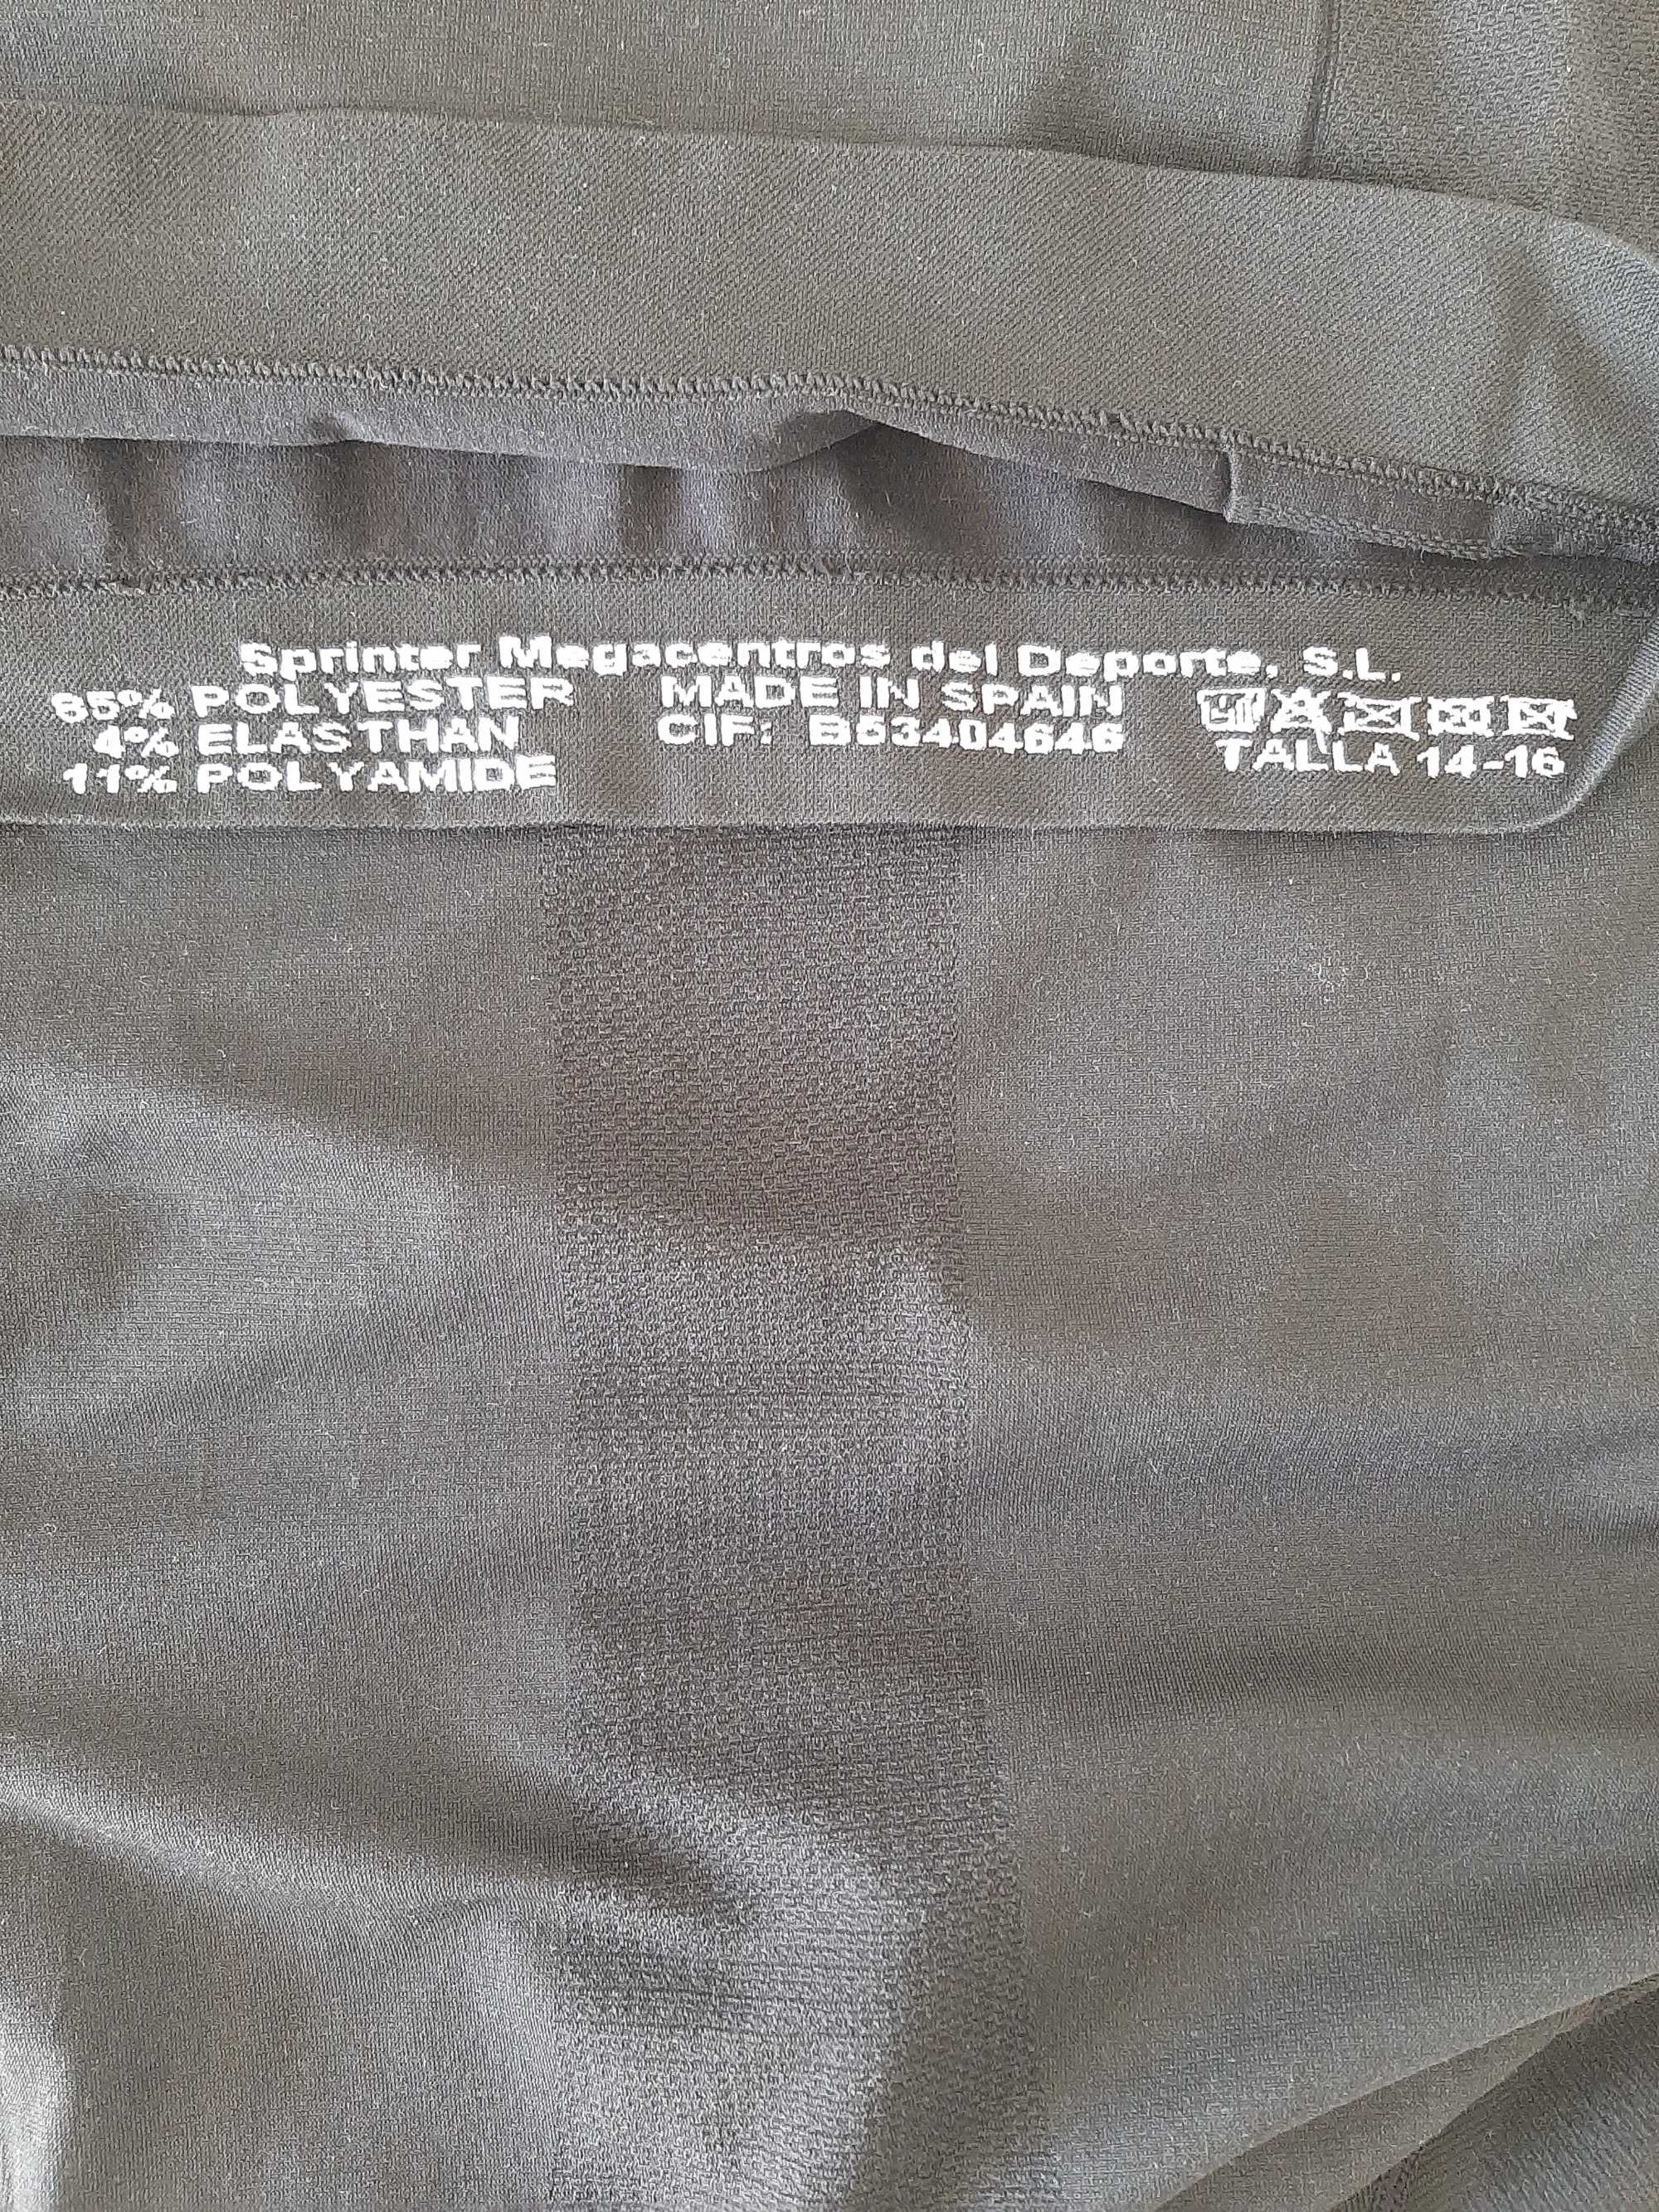 Sprinter Megacentros del Deporte, S.L.
85% POLYESTER MADE IN SPAIN
4% ELASTHAN CIF: B53404646
11% POLYAMIDE TALLA 14-16